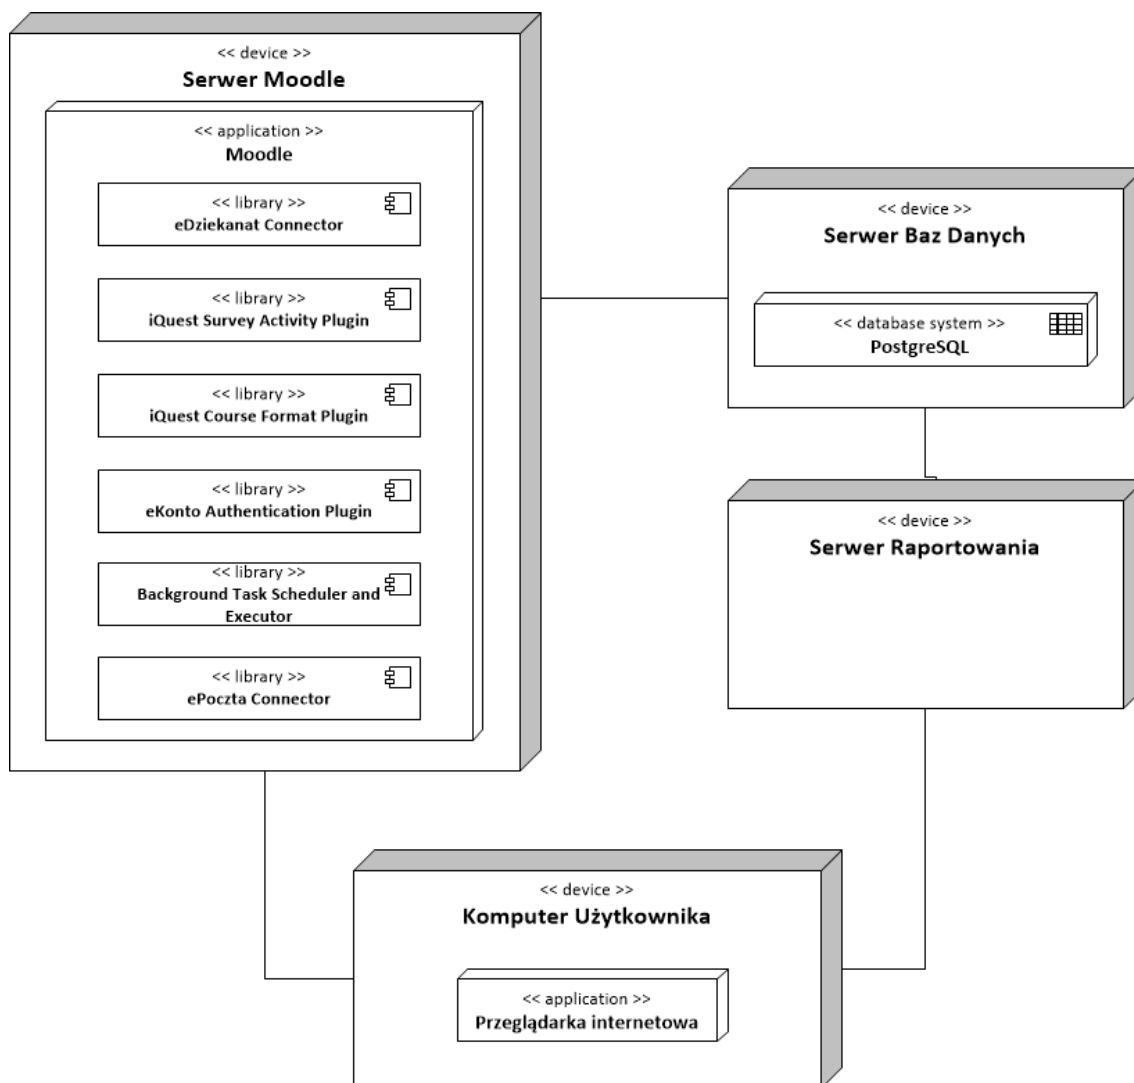 << device >>
Serwer Moodle
<< application >>
Moodle
<< library >>
eDziekanat Connector
<< library >>
iQuest Survey Activity Plugin
<< library >>
iQuest Course Format Plugin
<< library >>
eKonto Authentication Plugin
<< library >>
Background Task Scheduler and
Executor
<< library >>
ePoczta Connector
<< device >>
Serwer Baz Danych
<< database system >>
PostgreSQL
<< device >>
Serwer Raportowania
<< device >>
Komputer Użytkownika
<< application >>
Przeglądarka internetowa